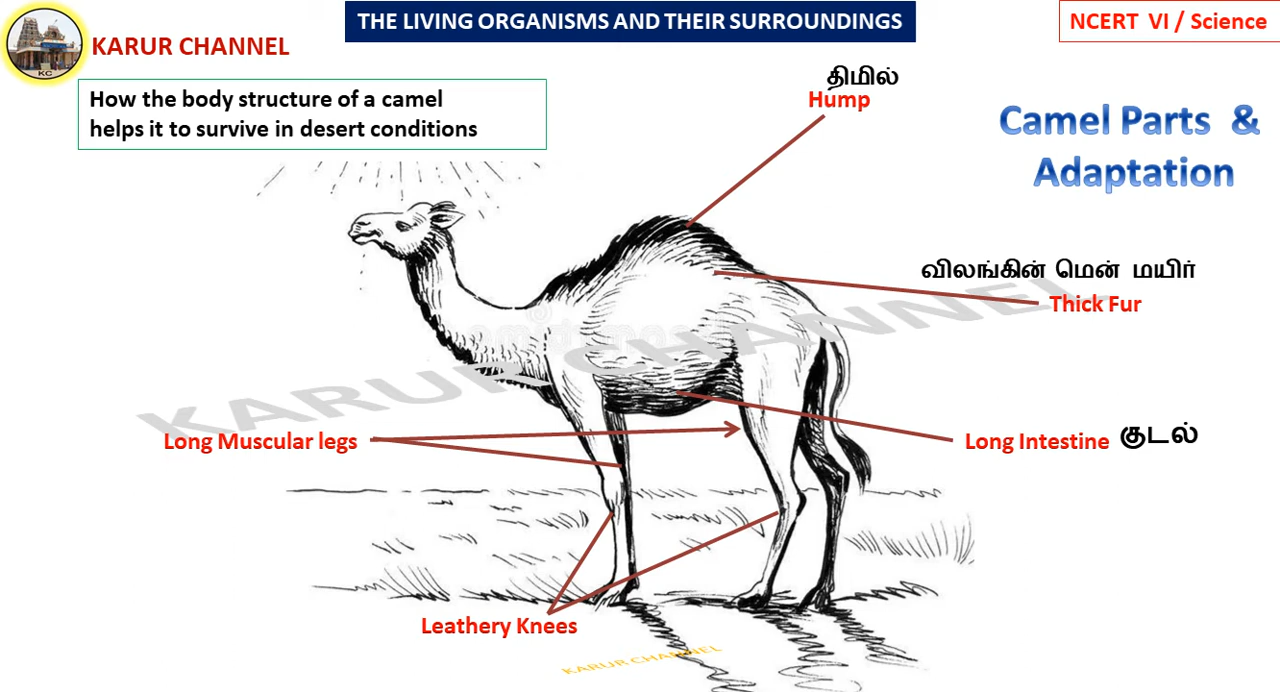 THE LIVING ORGANISMS AND THEIR SURROUNDINGS
NCERT VI / Science
KARUR CHANNEL
KC
How the body structure of a camel
helps it to survive in desert conditions
திமில்
Hump
Camel Parts &
Adaptation
விலங்கின் மென் மயிர்
Thick Fur
KARUR CHANNEL
Long Muscular legs
Long Intestine குடல்
Leathery Knees
KARUR CHANNEL